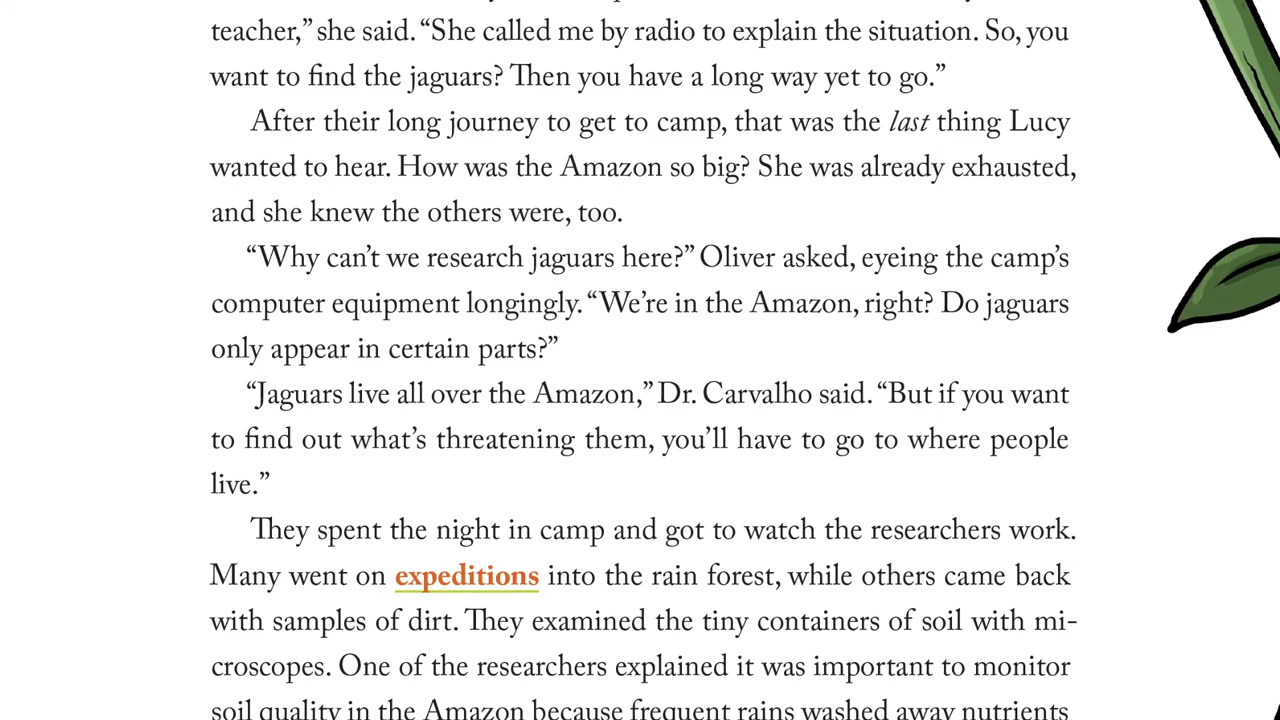 teacher,” she said. “She called me by radio to explain the situation. So, you
want to find the jaguars? Then you have a long way yet to go.”
After their long journey to get to camp, that was the last thing Lucy
wanted to hear. How was the Amazon so big? She was already exhausted,
and she knew the others were, too.
“Why can’t we research jaguars here?” Oliver asked, eyeing the camp’s
computer equipment longingly. “We’re in the Amazon, right? Do jaguars
only appear in certain parts?”
“Jaguars live all over the Amazon,” Dr. Carvalho said. “But if you want
to find out what’s threatening them, you’ll have to go to where people
live.”
They spent the night in camp and got to watch the researchers work.
Many went on expeditions into the rain forest, while others came back
with samples of dirt. They examined the tiny containers of soil with mi-
croscopes. One of the researchers explained it was important to monitor
soil quality in the Amazon because frequent rains washed away nutrients